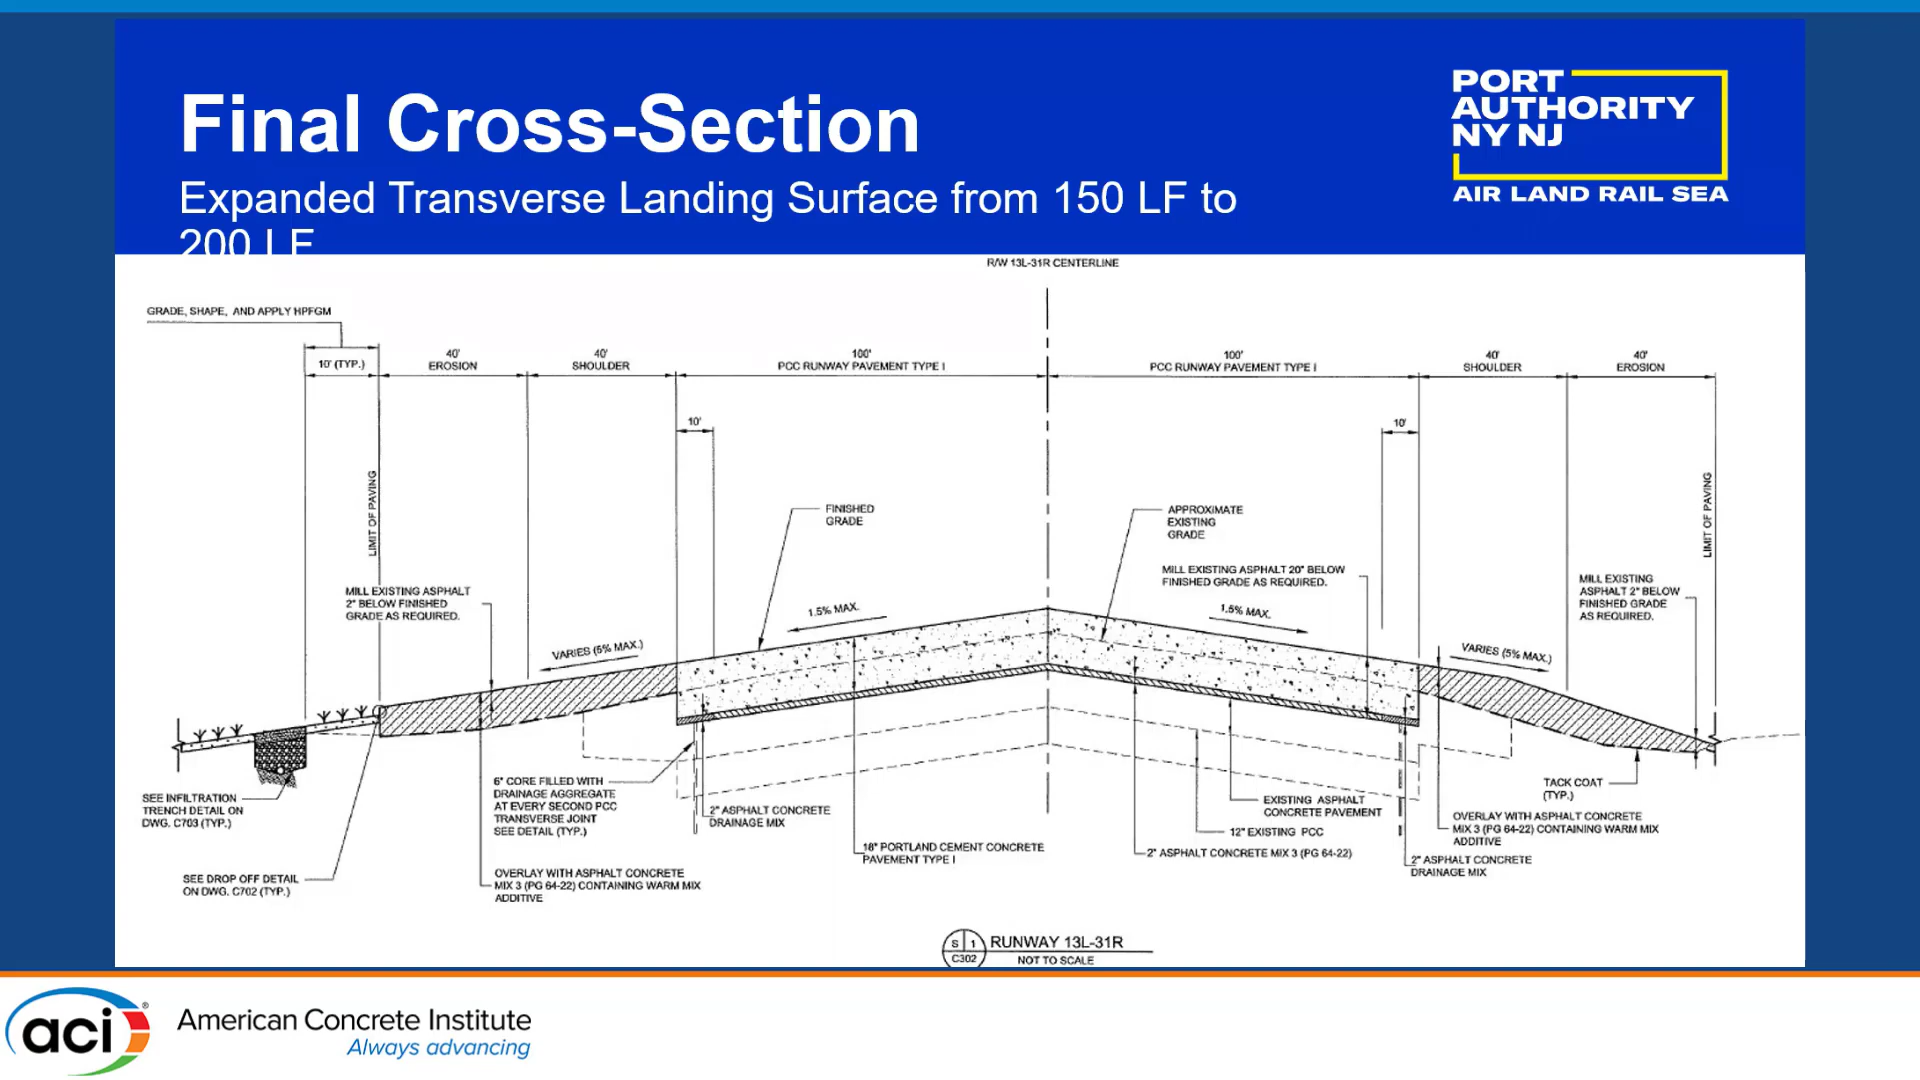 Final Cross-Section
Expanded Transverse Landing Surface from 150 LF to
200 LF
PORT
AUTHORITY
NY NJ
AIR LAND RAIL SEA
R/W 13L-31R CENTERLINE
GRADE, SHAPE, AND APPLY HPFGM
10' (TYP.)
40'
EROSION
40'
SHOULDER
100'
PCC RUNWAY PAVEMENT TYPE I
100'
PCC RUNWAY PAVEMENT TYPE I
40'
SHOULDER
40'
EROSION
10'
10'
LIMIT OF PAVING
LIMIT OF PAVING
FINISHED
GRADE
APPROXIMATE
EXISTING
GRADE
MILL EXISTING ASPHALT 20" BELOW
FINISHED GRADE AS REQUIRED.
MILL EXISTING ASPHALT
2" BELOW FINISHED
GRADE AS REQUIRED.
MILL EXISTING
ASPHALT 2" BELOW
FINISHED GRADE
AS REQUIRED.
VARIES (5% MAX.)
1.5% MAX.
1.5% MAX.
VARIES (5% MAX.)
SEE INFILTRATION
TRENCH DETAIL ON
DWG. C703 (TYP.)
6" CORE FILLED WITH
DRAINAGE AGGREGATE
AT EVERY SECOND PCC
TRANSVERSE JOINT
SEE DETAIL (TYP.)
2" ASPHALT CONCRETE
DRAINAGE MIX
18" PORTLAND CEMENT CONCRETE
PAVEMENT TYPE I
EXISTING ASPHALT
CONCRETE PAVEMENT
12" EXISTING PCC
2" ASPHALT CONCRETE MIX 3 (PG 64-22)
TACK COAT
(TYP.)
OVERLAY WITH ASPHALT CONCRETE
MIX 3 (PG 64-22) CONTAINING WARM MIX
ADDITIVE
2" ASPHALT CONCRETE
DRAINAGE MIX
SEE DROP OFF DETAIL
ON DWG. C702 (TYP.)
OVERLAY WITH ASPHALT CONCRETE
MIX 3 (PG 64-22) CONTAINING WARM MIX
ADDITIVE
S 1
C302
RUNWAY 13L-31R
NOT TO SCALE
aci®
American Concrete Institute
Always advancing